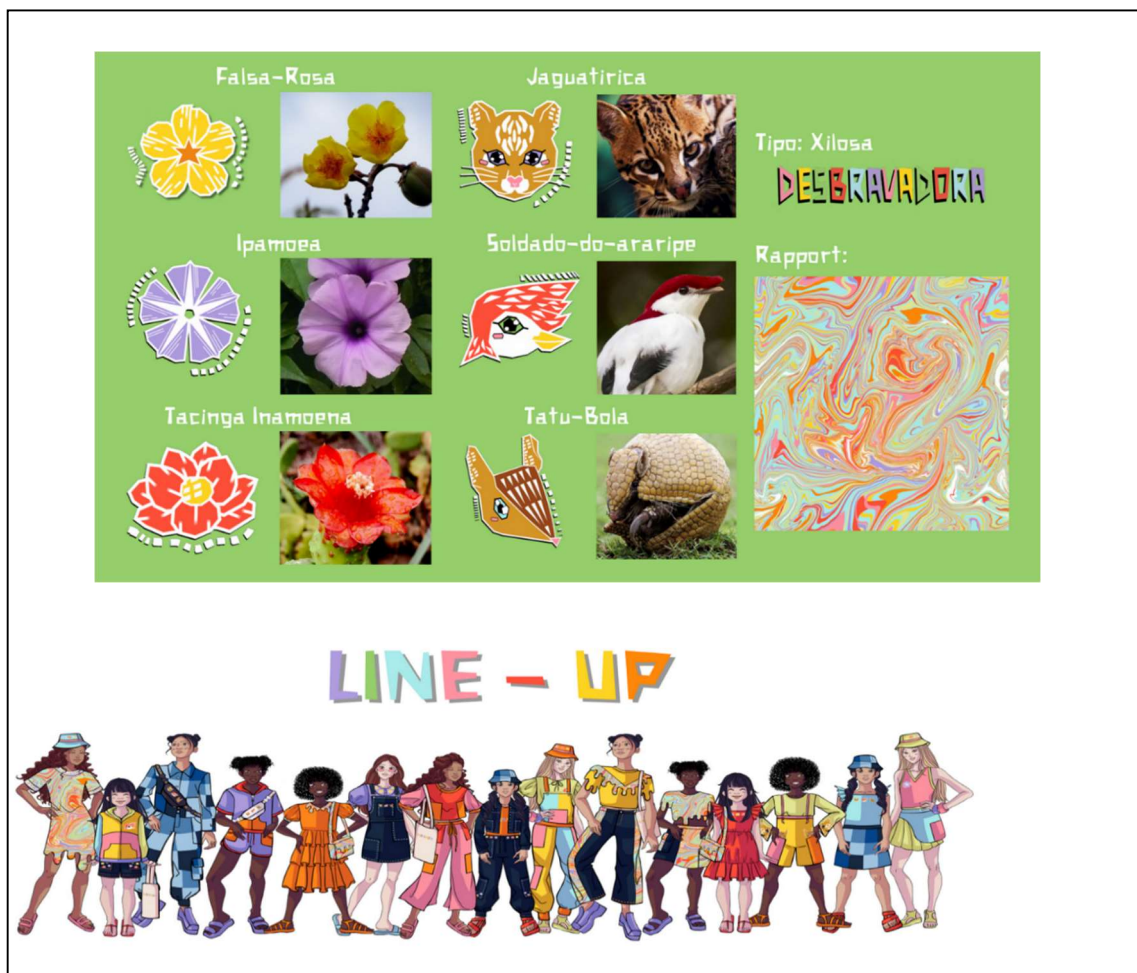 Falsa-Rosa
Jaguatirica
Tipo: Xilosa
DESBRAVADORA
Ipamoea
Soldado-do-araripe
Rapport:
Tacinga Inamoena
Tatu-Bola
LINE - UP